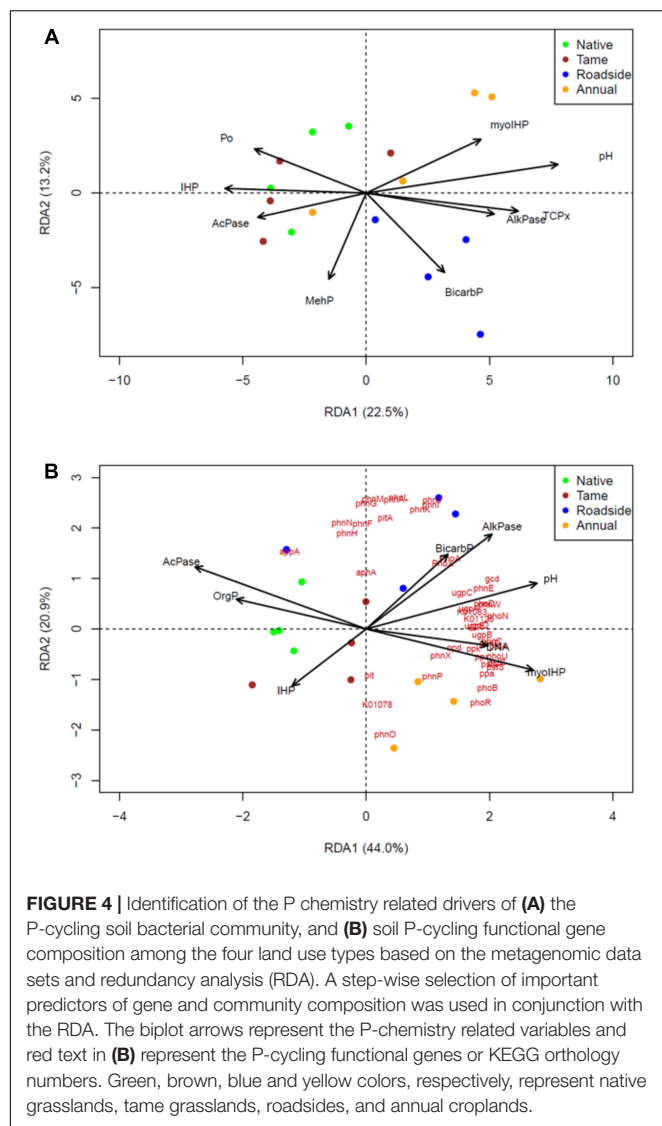 A
Native
Tame
Roadside
Annual
5
0
−5
RDA2 (13.2%)
myoIHP
Po
pH
IHP
AcPase
AlkPase
TCPx
MehP
BicarbP
−10
−5
0
5
10
RDA1 (22.5%)
B
Native
Tame
Roadside
Annual
3
2
1
0
−1
−2
−3
RDA2 (20.9%)
phnG
phnK
pitA
phnN
phnF
phnH
AlkPase
BicarbP
appA
AcPase
aphA
gcd
pH
phnE
ugpC
OrgP
phoN
ugpB
DNA
phnX
phoU
pit
phnP
ppa
myoIHP
IHP
phoB
K01078
phoR
phnO
−4
−2
0
2
4
RDA1 (44.0%)
FIGURE 4 | Identification of the P chemistry related drivers of (A) the
P-cycling soil bacterial community, and (B) soil P-cycling functional gene
composition among the four land use types based on the metagenomic data
sets and redundancy analysis (RDA). A step-wise selection of important
predictors of gene and community composition was used in conjunction with
the RDA. The biplot arrows represent the P-chemistry related variables and
red text in (B) represent the P-cycling functional genes or KEGG orthology
numbers. Green, brown, blue and yellow colors, respectively, represent native
grasslands, tame grasslands, roadsides, and annual croplands.